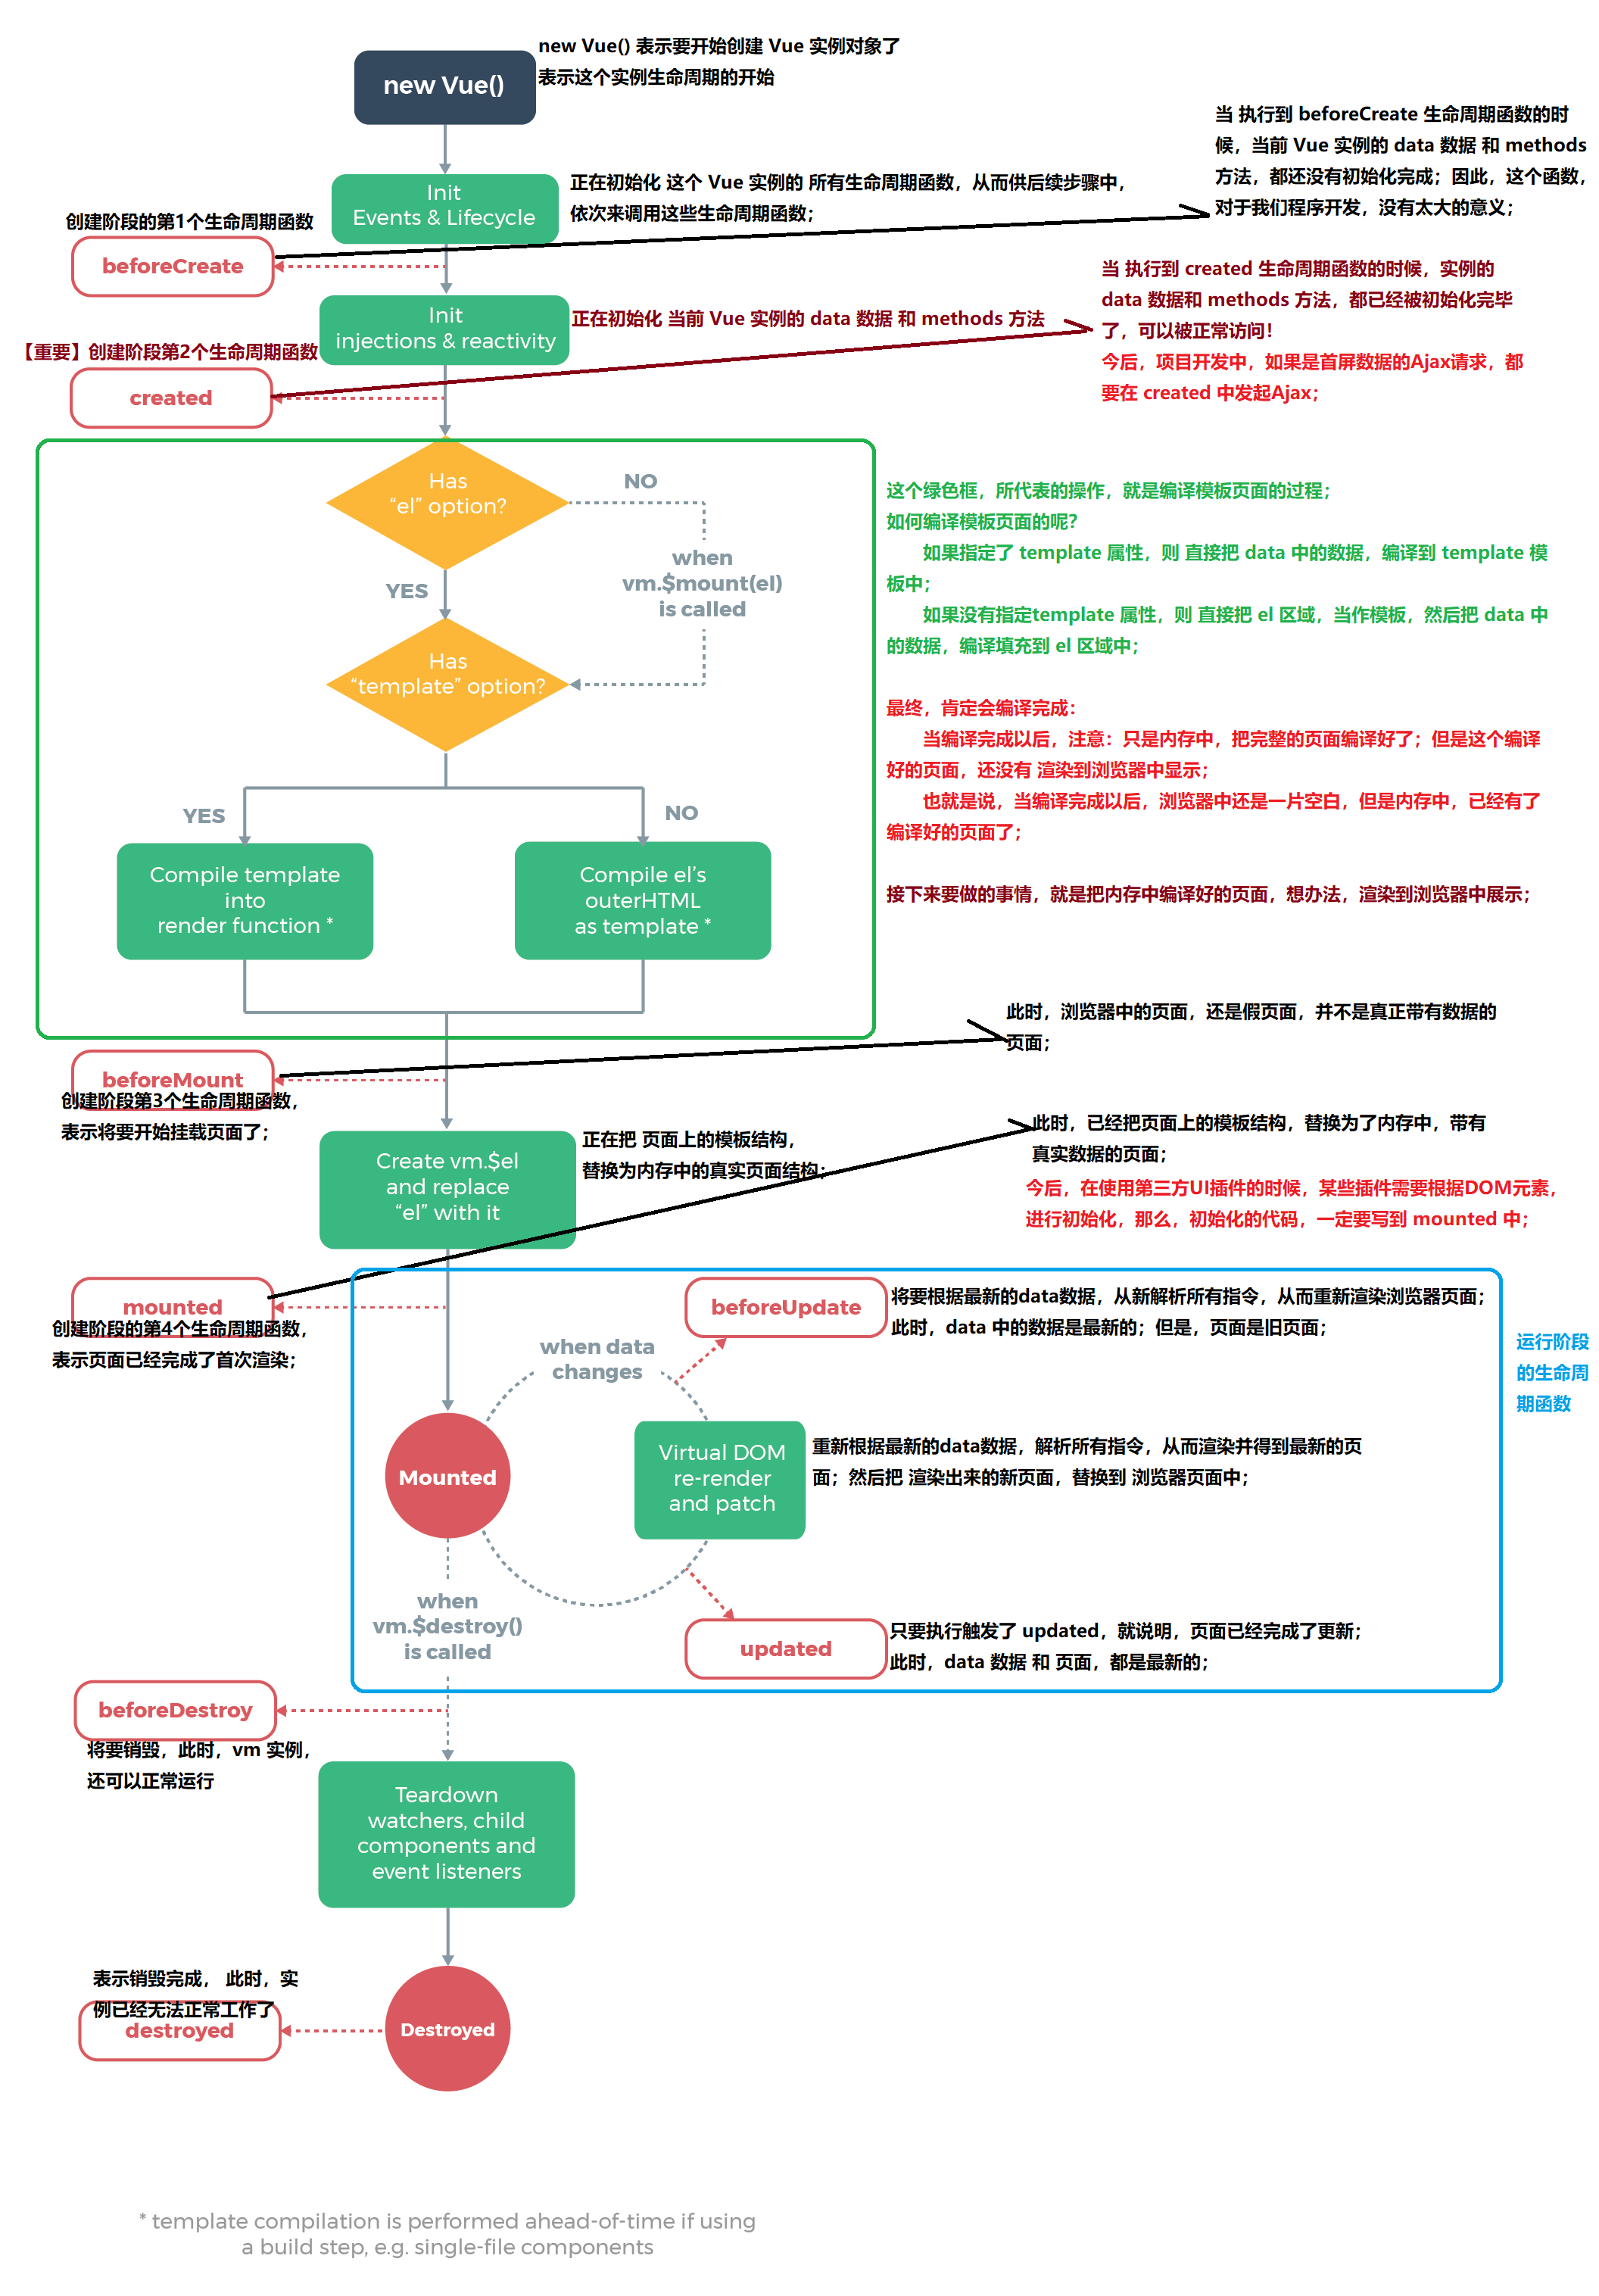 new Vue() 表示要开始创建 Vue 实例对象了
表示这个实例生命周期的开始
new Vue()
当 执行到 beforeCreate 生命周期函数的时
候，当前 Vue 实例的 data 数据 和 methods
方法，都还没有初始化完成；因此，这个函数，
对于我们程序开发，没有太大的意义；
Init
Events & Lifecycle
正在初始化 这个 Vue 实例的 所有生命周期函数，从而供后续步骤中，
依次来调用这些生命周期函数；
创建阶段的第1个生命周期函数
beforeCreate
当 执行到 created 生命周期函数的时候，实例的
data 数据和 methods 方法，都已经被初始化完毕
了，可以被正常访问！
今后，项目开发中，如果是首屏数据的Ajax请求，都
要在 created 中发起Ajax；
Init
injections & reactivity
正在初始化 当前 Vue 实例的 data 数据 和 methods 方法
【重要】创建阶段第2个生命周期函数
created
Has
“el” option?
NO
when
vm.$mount(el)
is called
YES
Has
“template” option?
这个绿色框，所代表的操作，就是编译模板页面的过程；
如何编译模板页面的呢？
如果指定了 template 属性，则 直接把 data 中的数据，编译到 template 模
板中；
如果没有指定template 属性，则 直接把 el 区域，当作模板，然后把 data 中
的数据，编译填充到 el 区域中；
最终，肯定会编译完成：
当编译完成以后，注意：只是内存中，把完整的页面编译好了；但是这个编译
好的页面，还没有 渲染到浏览器中显示；
也就是说，当编译完成以后，浏览器中还是一片空白，但是内存中，已经有了
编译好的页面了；
接下来要做的事情，就是把内存中编译好的页面，想办法，渲染到浏览器中展示；
YES
NO
Compile template
into
render function *
Compile el’s
outerHTML
as template *
此时，浏览器中的页面，还是假页面，并不是真正带有数据的
页面；
beforeMount
创建阶段第3个生命周期函数，
表示将要开始挂载页面了；
Create vm.$el
and replace
“el” with it
正在把 页面上的模板结构，
替换为内存中的真实页面结构；
此时，已经把页面上的模板结构，替换为了内存中，带有
真实数据的页面；
今后，在使用第三方UI插件的时候，某些插件需要根据DOM元素，
进行初始化，那么，初始化的代码，一定要写到 mounted 中；
mounted
创建阶段的第4个生命周期函数，
表示页面已经完成了首次渲染；
beforeUpdate
将要根据最新的data数据，从新解析所有指令，从而重新渲染浏览器页面；
此时，data 中的数据是最新的；但是，页面是旧页面；
运行阶段
的生命周
期函数
when data
changes
Mounted
Virtual DOM
re-render
and patch
重新根据最新的data数据，解析所有指令，从而渲染并得到最新的页
面；然后把 渲染出来的新页面，替换到 浏览器页面中；
when
vm.$destroy()
is called
updated
只要执行触发了 updated，就说明，页面已经完成了更新；
此时，data 数据 和 页面，都是最新的；
beforeDestroy
将要销毁，此时，vm 实例，
还可以正常运行
Teardown
watchers, child
components and
event listeners
表示销毁完成， 此时，实
例已经无法正常工作了
destroyed
Destroyed
* template compilation is performed ahead-of-time if using
a build step, e.g. single-file components